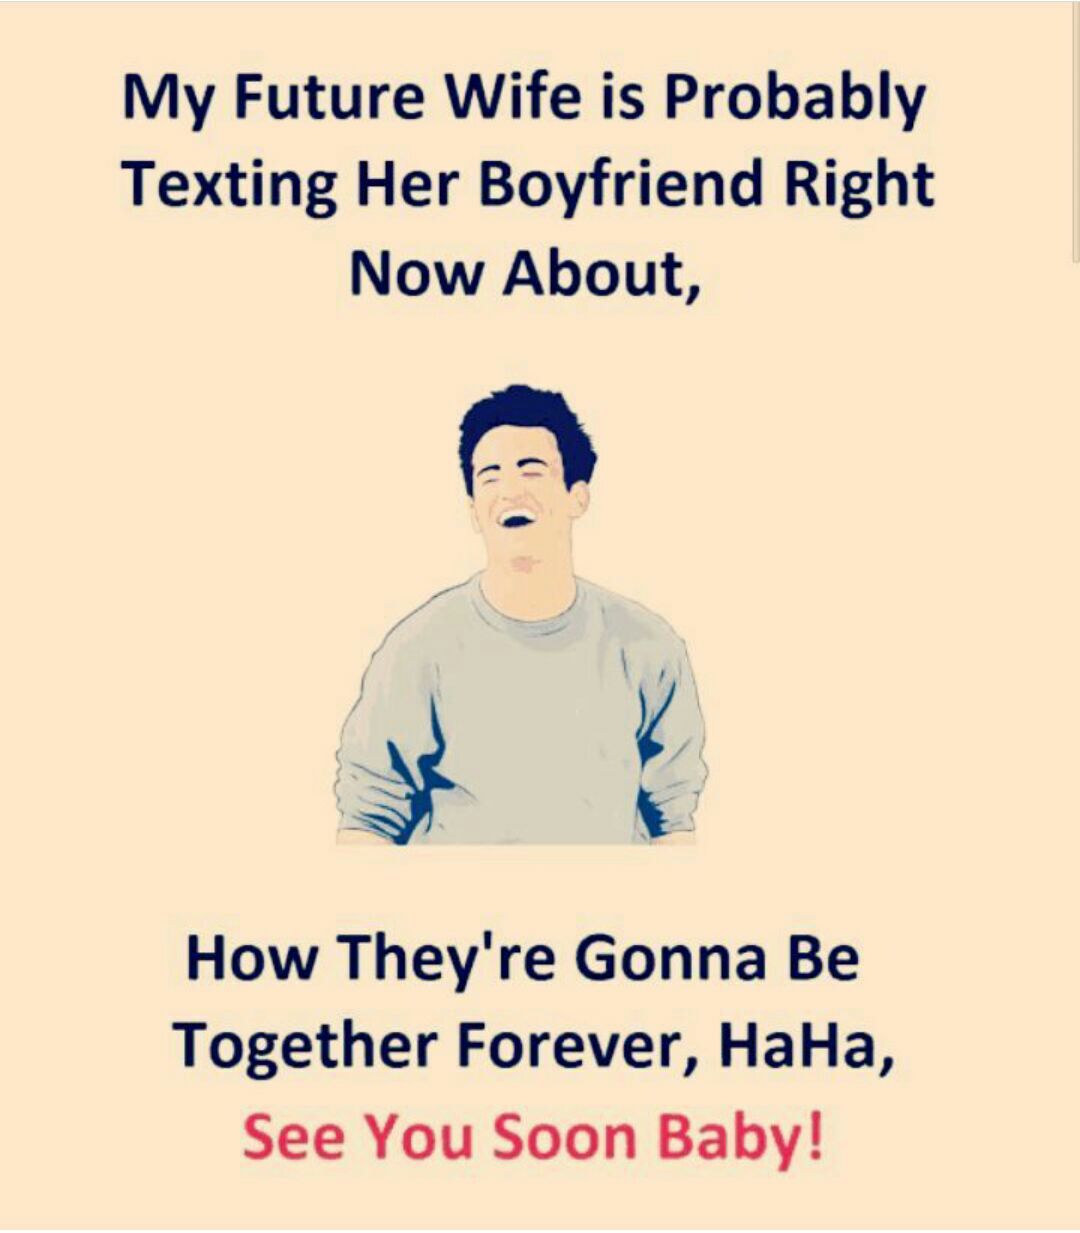 My Future Wife is Probably
Texting Her Boyfriend Right
Now About,
How They're Gonna Be
Together Forever, HaHa,
See You Soon Baby!